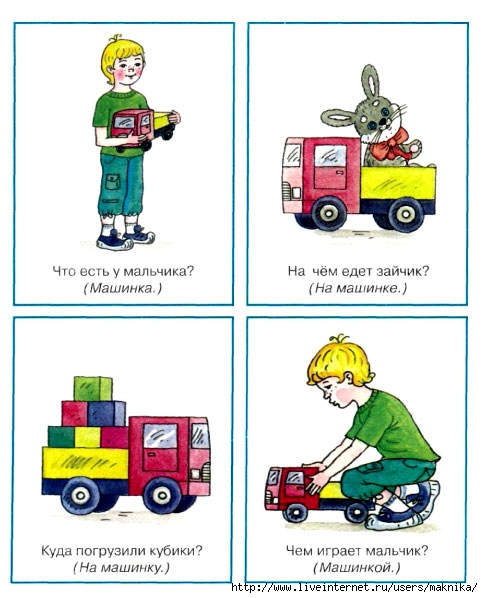 Что есть у мальчика?
(Машинка.)
На чём едет зайчик?
(На машинке.)
Куда погрузили кубики?
(На машинку.)
Чем играет мальчик?
(Машинкой.)
http://www.liveinternet.ru/users/maknika/